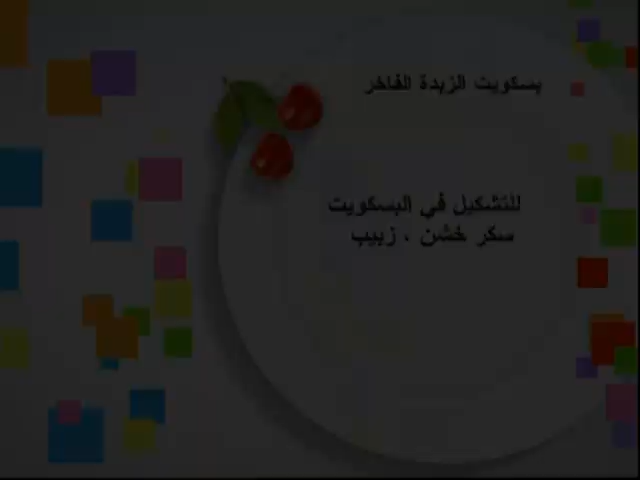 بسكويت الزبدة الفاخر
للتشكيل في البسكويت
سكر خشن ، زبيب